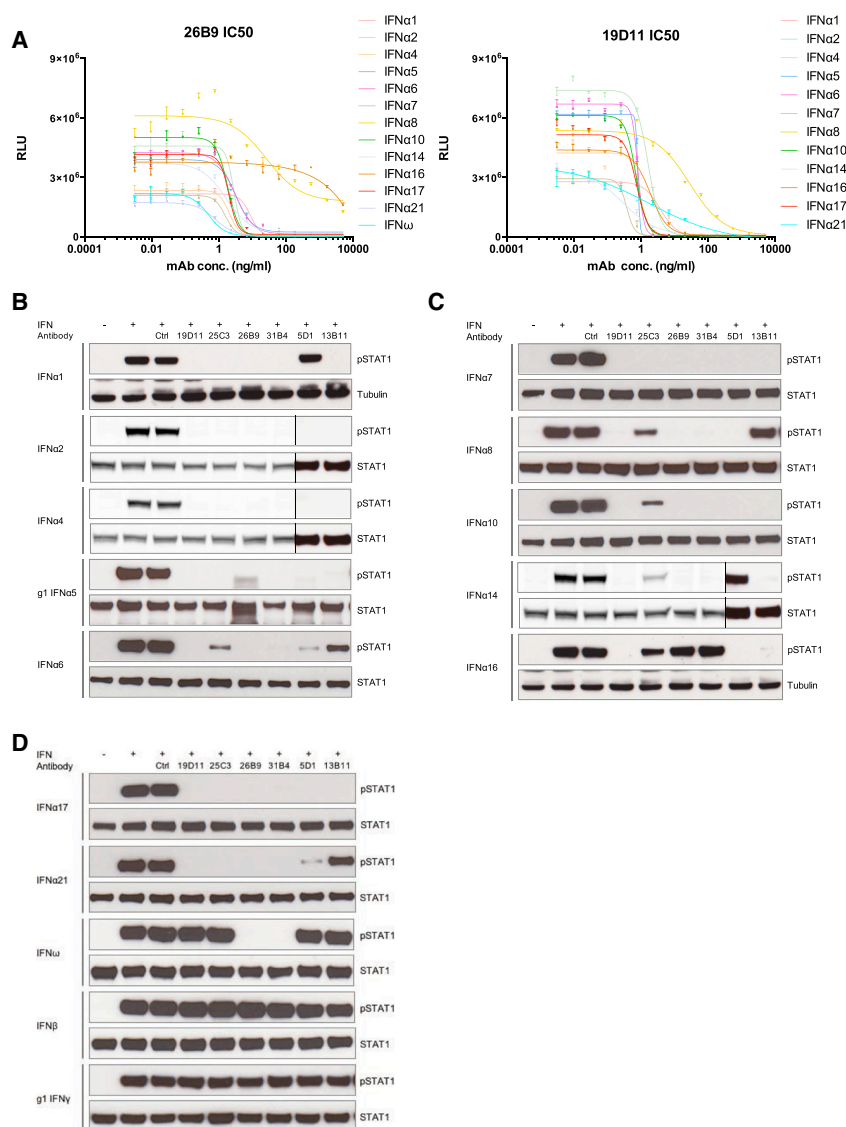 A
26B9 IC50
RLU
9×10⁶
6×10⁶
3×10⁶
0
0.0001
0.01
1
100
10000
mAb conc. (ng/ml)
IFNα1
IFNα2
IFNα4
IFNα5
IFNα6
IFNα7
IFNα8
IFNα10
IFNα14
IFNα16
IFNα17
IFNα21
IFNω
19D11 IC50
RLU
9×10⁶
6×10⁶
3×10⁶
0
0.0001
0.01
1
100
10000
mAb conc. (ng/ml)
IFNα1
IFNα2
IFNα4
IFNα5
IFNα6
IFNα7
IFNα8
IFNα10
IFNα14
IFNα16
IFNα17
IFNα21
B
IFN - + + + + + + + +
Antibody Ctrl 19D11 25C3 26B9 31B4 5D1 13B11
IFNα1
pSTAT1
Tubulin
IFNα2
pSTAT1
STAT1
IFNα4
pSTAT1
STAT1
g1 IFNα5
pSTAT1
STAT1
IFNα6
pSTAT1
STAT1
C
IFN - + + + + + + + +
Antibody Ctrl 19D11 25C3 26B9 31B4 5D1 13B11
IFNα7
pSTAT1
STAT1
IFNα8
pSTAT1
STAT1
IFNα10
pSTAT1
STAT1
IFNα14
pSTAT1
STAT1
IFNα16
pSTAT1
Tubulin
D
IFN - + + + + + + + +
Antibody Ctrl 19D11 25C3 26B9 31B4 5D1 13B11
IFNα17
pSTAT1
STAT1
IFNα21
pSTAT1
STAT1
IFNω
pSTAT1
STAT1
IFNβ
pSTAT1
STAT1
g1 IFNγ
pSTAT1
STAT1